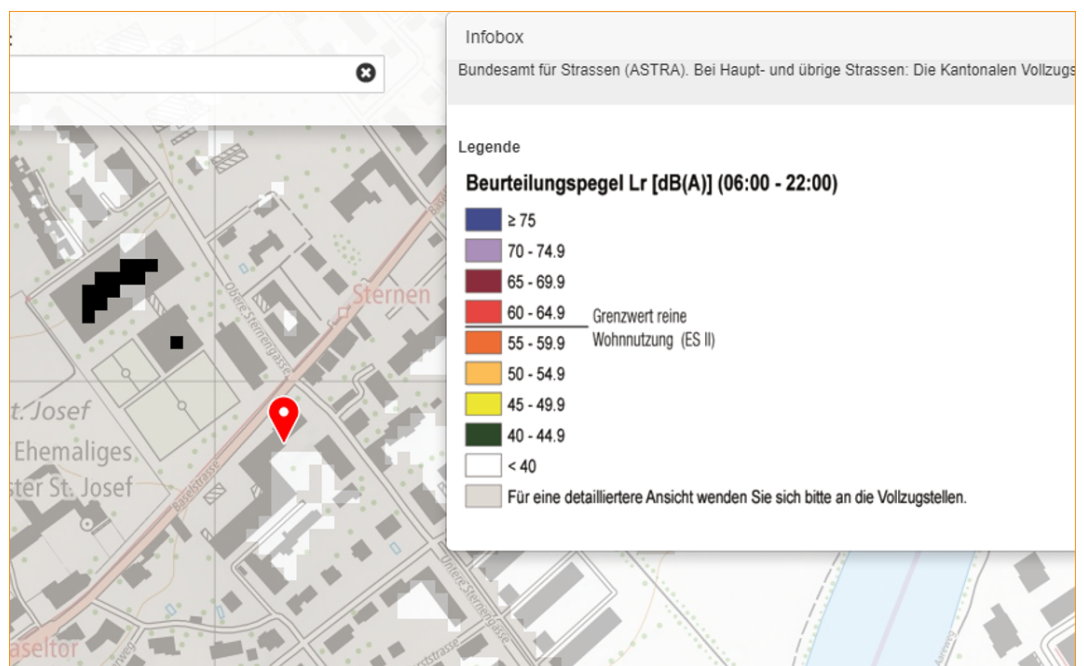 :
Infobox
Bundesamt für Strassen (ASTRA). Bei Haupt- und übrige Strassen: Die Kantonalen Vollzugs
Legende
Beurteilungspegel Lr [dB(A)] (06:00 - 22:00)
≥ 75
70 - 74.9
65 - 69.9
60 - 64.9
Grenzwert reine
Wohnnutzung (ES II)
55 - 59.9
50 - 54.9
45 - 49.9
40 - 44.9
< 40
Für eine detailliertere Ansicht wenden Sie sich bitte an die Vollzugstellen.
Sternen
Obere Sternengasse
t. Josef
Ehemaliges
ster St. Josef
Baselstrasse
Untere Sternengasse
aseltor